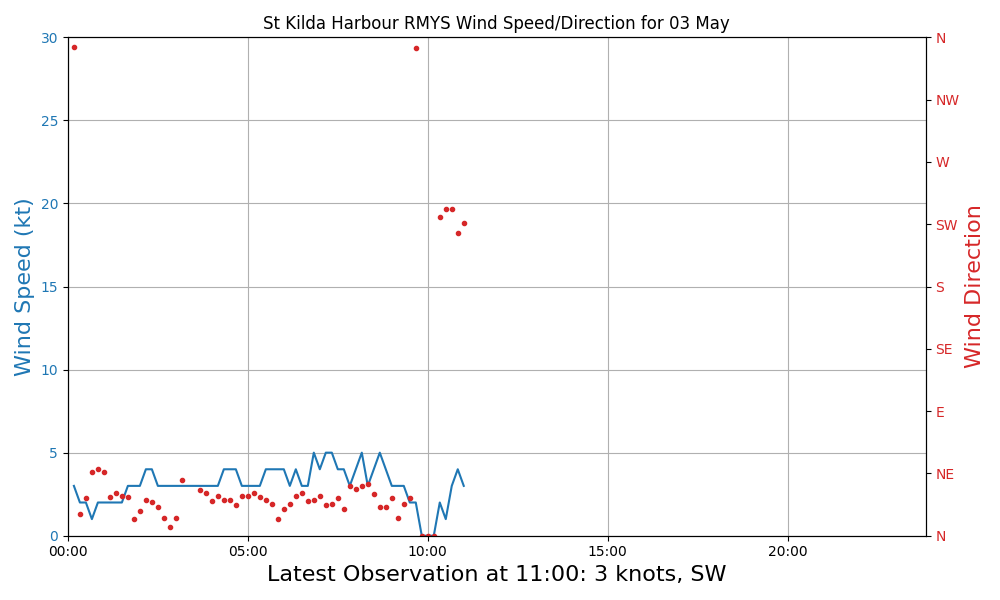 St Kilda Harbour RMYS Wind Speed/Direction for 03 May
Wind Speed (kt)
30
25
20
15
10
5
0
00:00
05:00
10:00
15:00
20:00
Latest Observation at 11:00: 3 knots, SW
N
NW
W
SW
S
SE
E
NE
N
Wind Direction